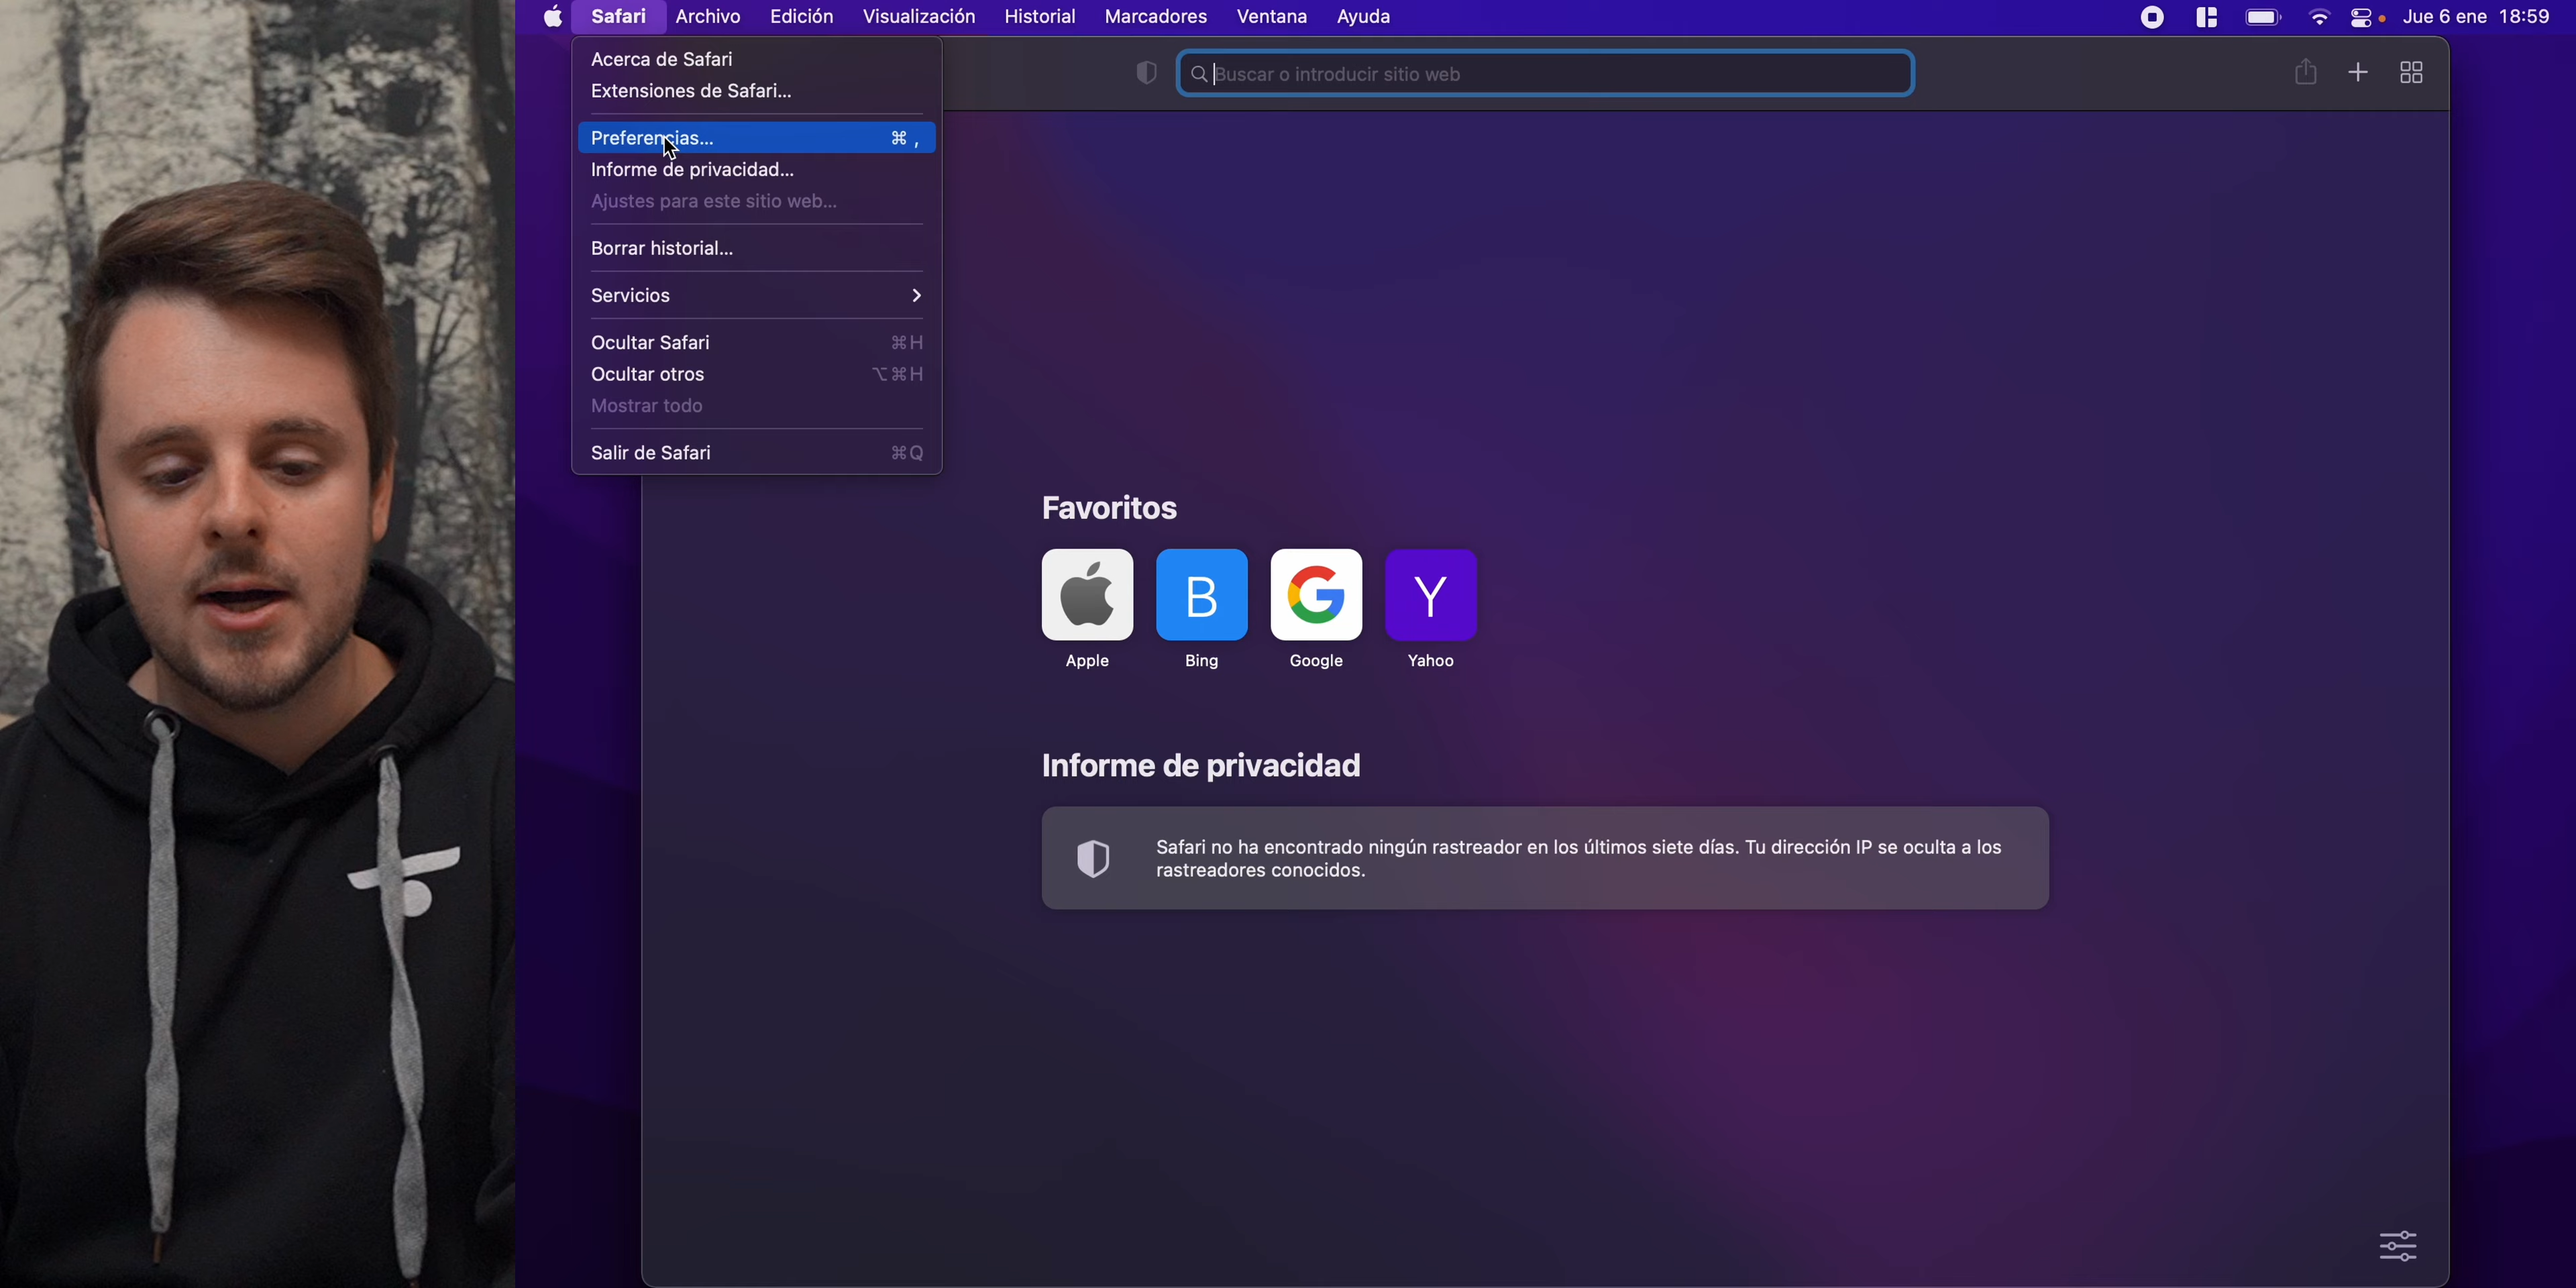 Safari Archivo Edición Visualización Historial Marcadores Ventana Ayuda Jue 6 ene 18:59
Acerca de Safari
Extensiones de Safari...
Preferencias... ⌘ ,
Informe de privacidad...
Ajustes para este sitio web...
Borrar historial...
Servicios
Ocultar Safari ⌘H
Ocultar otros ⌥⌘H
Mostrar todo
Salir de Safari ⌘Q
Buscar o introducir sitio web
Favoritos
B Y
Apple Bing Google Yahoo
Informe de privacidad
Safari no ha encontrado ningún rastreador en los últimos siete días. Tu dirección IP se oculta a los
rastreadores conocidos.